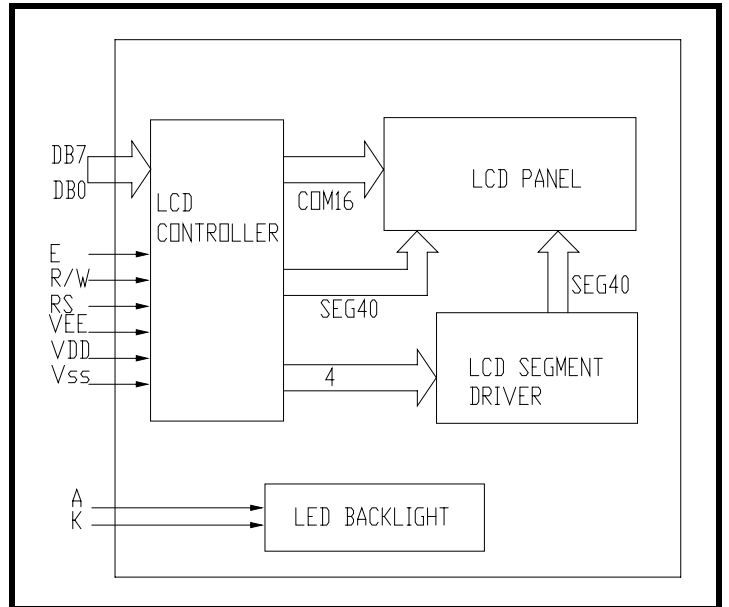 DB7
DB0
E
R/W
RS
VEE
VDD
Vss
LCD
CONTROLLER
COM16
SEG40
4
LCD PANEL
SEG40
LCD SEGMENT
DRIVER
A
K
LED BACKLIGHT